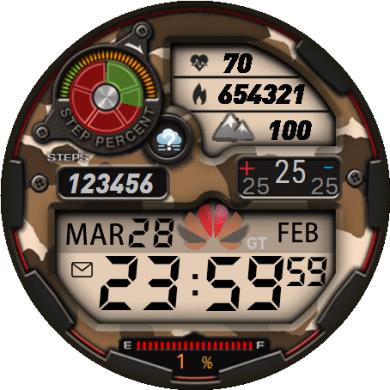 70
654321
100
STEP PERCENT
STEPS
123456
+ 25 −
25 25
MAR 28 FEB
GT
23:59 59
E F
1 %